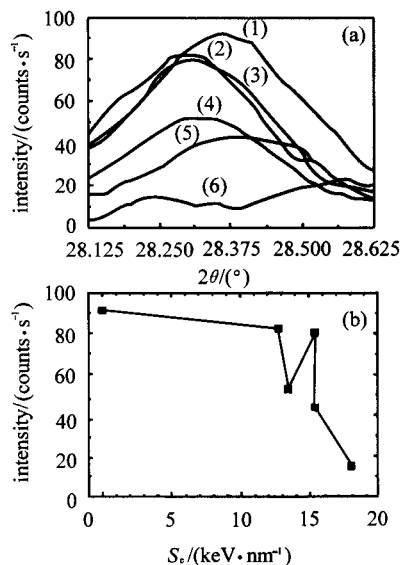 100
(1)
(a)
80
(2)
(3)
60
(4)
40
(5)
20
(6)
0
intensity/(counts·s⁻¹)
28.125 28.250 28.375 28.500 28.625
2θ/(°)
100
(b)
80
60
40
20
0
intensity/(counts·s⁻¹)
0 5 10 15 20
Sₑ/(keV·nm⁻¹)